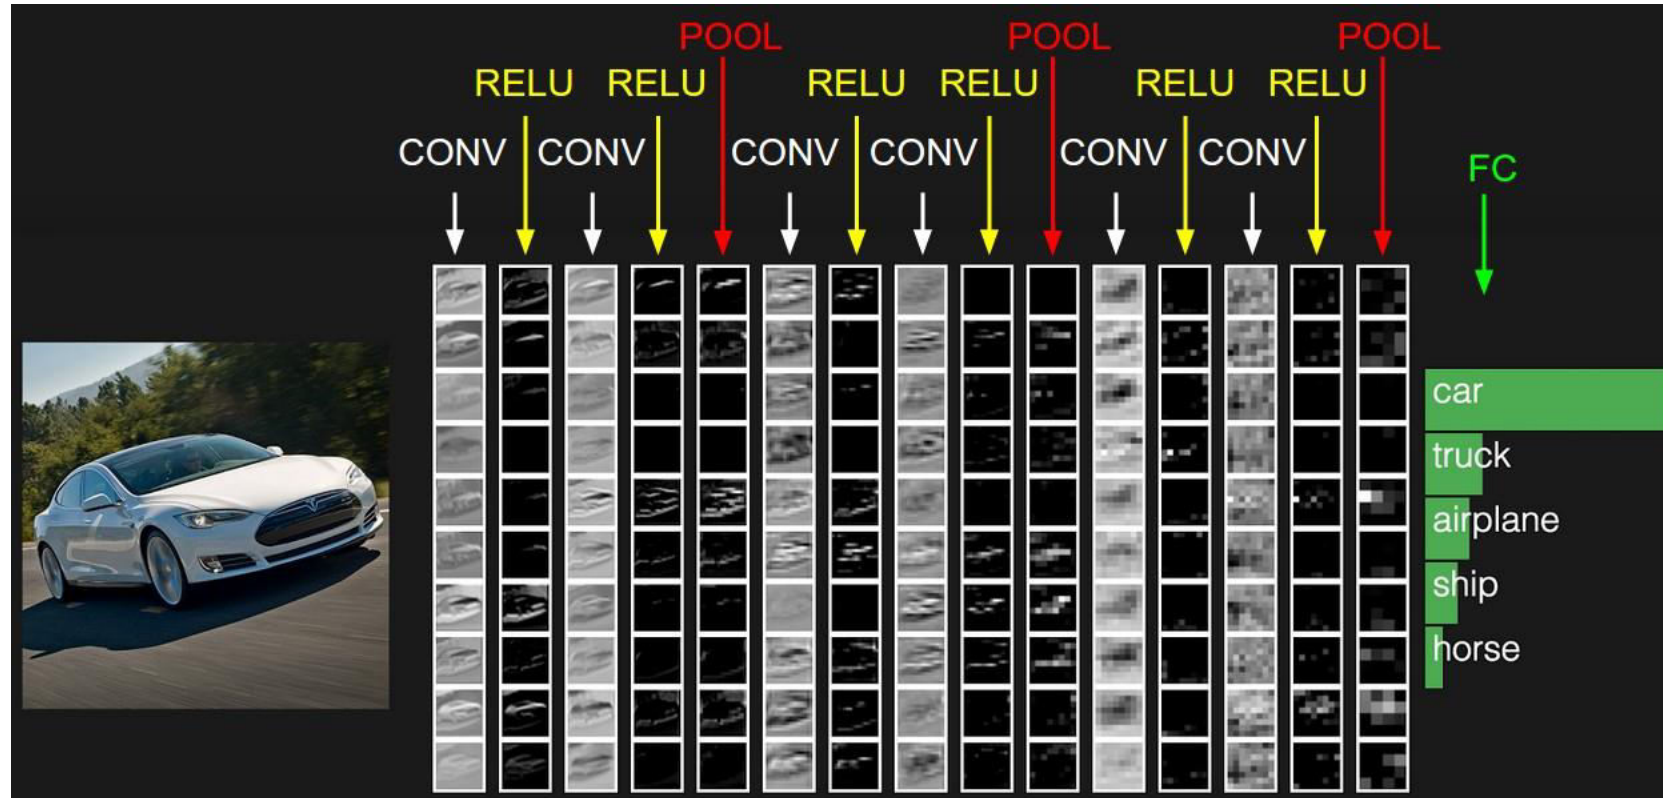 POOL POOL POOL
RELU RELU RELU RELU RELU RELU
CONV CONV CONV CONV CONV CONV
FC
car
truck
airplane
ship
horse